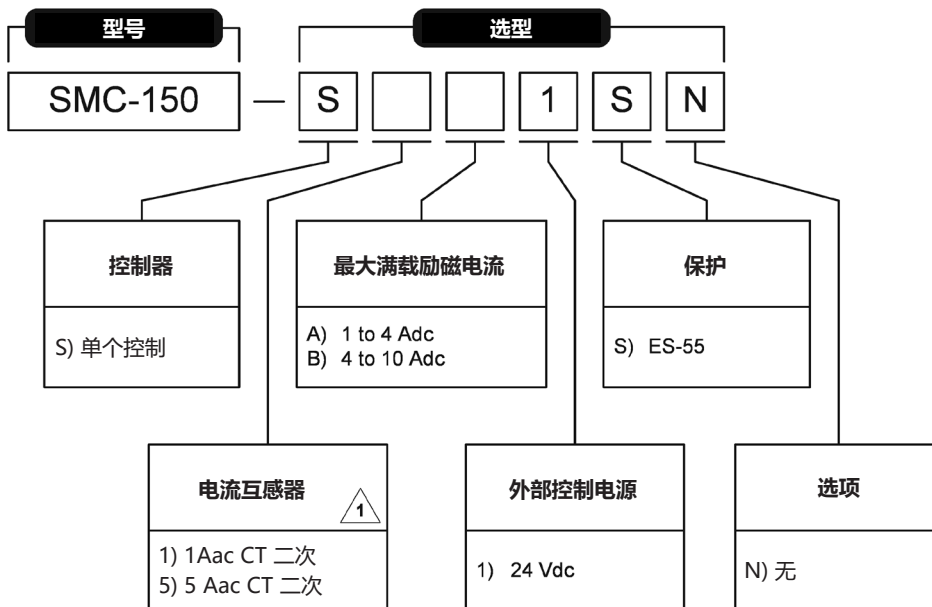 型号
选型
SMC-150 — S 1 S N
控制器
S) 单个控制
最大满载励磁电流
A) 1 to 4 Adc
B) 4 to 10 Adc
保护
S) ES-55
电流互感器
1
1) 1Aac CT 二次
5) 5 Aac CT 二次
外部控制电源
1) 24 Vdc
选项
N) 无